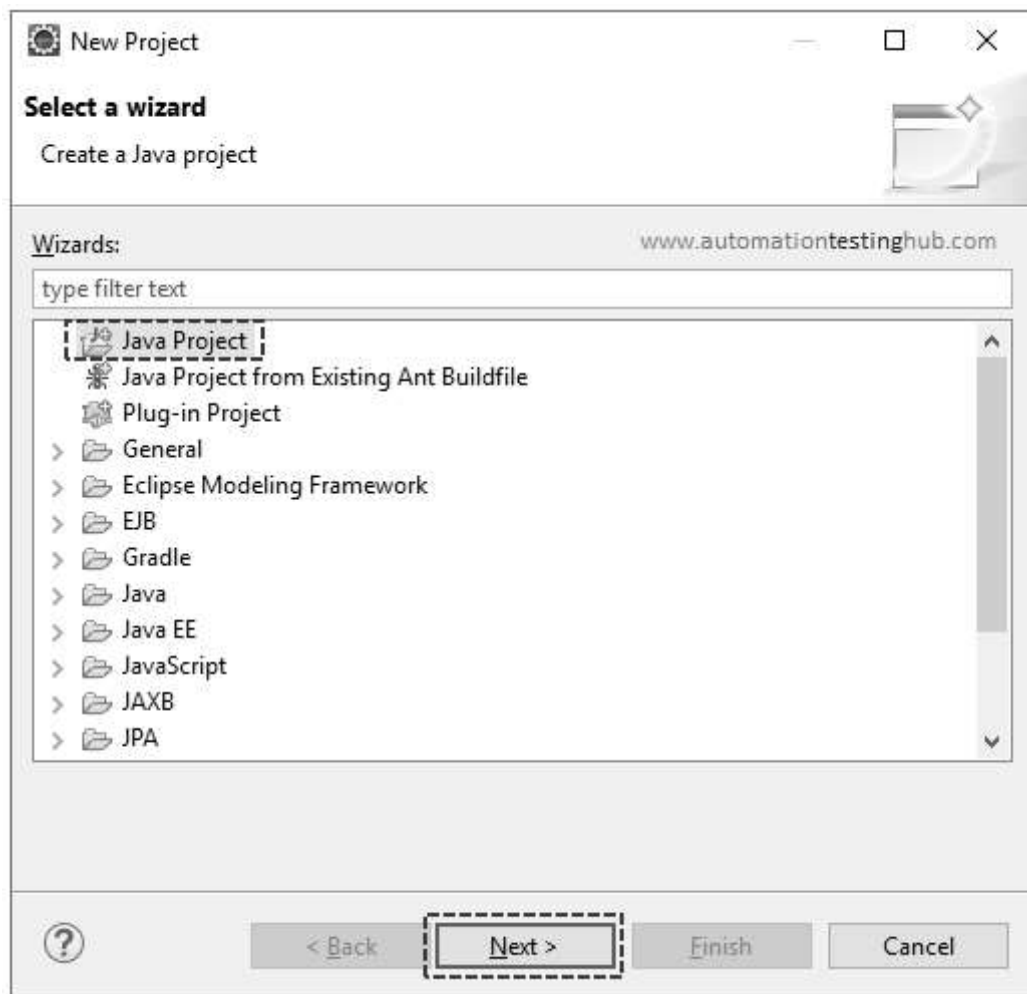 New Project
Select a wizard
Create a Java project
Wizards:
www.automationtestinghub.com
type filter text
Java Project
Java Project from Existing Ant Buildfile
Plug-in Project
General
Eclipse Modeling Framework
EJB
Gradle
Java
Java EE
JavaScript
JAXB
JPA
? < Back Next > Finish Cancel